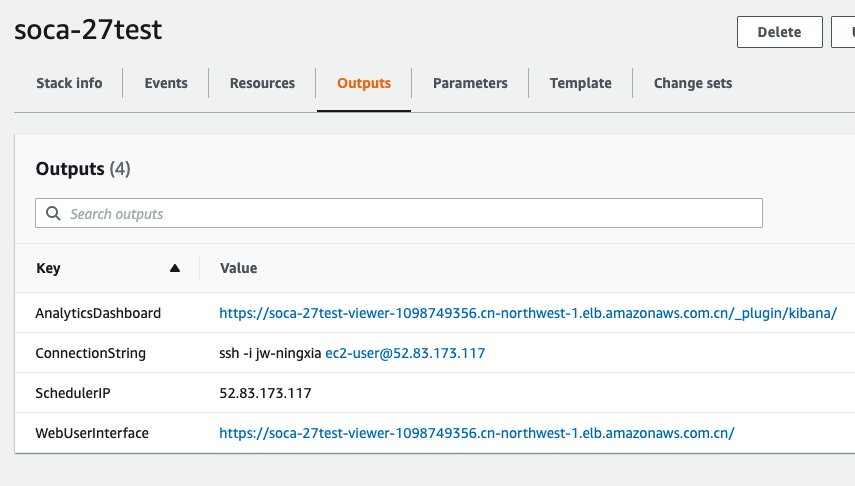 soca-27test
Delete
Stack info Events Resources Outputs Parameters Template Change sets
Outputs (4)
Search outputs
Key Value
AnalyticsDashboard https://soca-27test-viewer-1098749356.cn-northwest-1.elb.amazonaws.com.cn/_plugin/kibana/
ConnectionString ssh -i jw-ningxia ec2-user@52.83.173.117
SchedulerIP 52.83.173.117
WebUserInterface https://soca-27test-viewer-1098749356.cn-northwest-1.elb.amazonaws.com.cn/